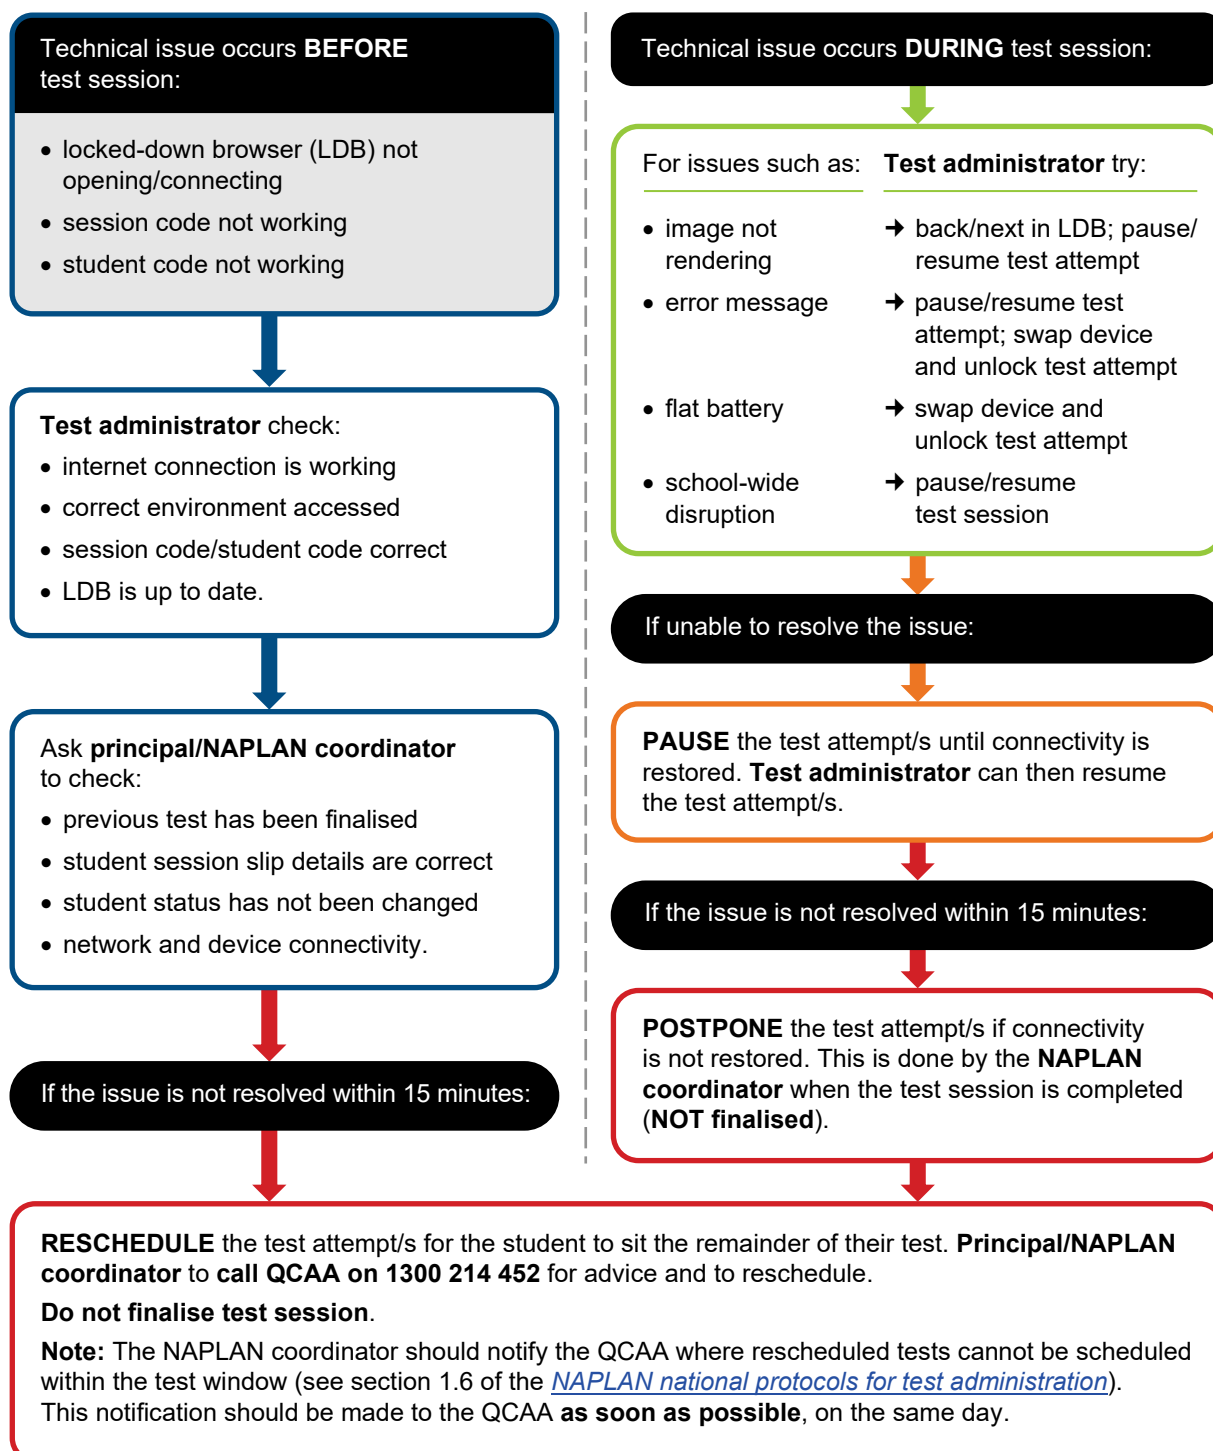 Technical issue occurs BEFORE
test session:
• locked-down browser (LDB) not
opening/connecting
• session code not working
• student code not working
Test administrator check:
• internet connection is working
• correct environment accessed
• session code/student code correct
• LDB is up to date.
Ask principal/NAPLAN coordinator
to check:
• previous test has been finalised
• student session slip details are correct
• student status has not been changed
• network and device connectivity.
If the issue is not resolved within 15 minutes:
Technical issue occurs DURING test session:
For issues such as:
Test administrator try:
• image not
rendering
➔ back/next in LDB; pause/
resume test attempt
• error message
➔ pause/resume test
attempt; swap device
and unlock test attempt
• flat battery
➔ swap device and
unlock test attempt
• school-wide
disruption
➔ pause/resume
test session
If unable to resolve the issue:
PAUSE the test attempt/s until connectivity is
restored. Test administrator can then resume
the test attempt/s.
If the issue is not resolved within 15 minutes:
POSTPONE the test attempt/s if connectivity
is not restored. This is done by the NAPLAN
coordinator when the test session is completed
(NOT finalised).
RESCHEDULE the test attempt/s for the student to sit the remainder of their test. Principal/NAPLAN
coordinator to call QCAA on 1300 214 452 for advice and to reschedule.
Do not finalise test session.
Note: The NAPLAN coordinator should notify the QCAA where rescheduled tests cannot be scheduled
within the test window (see section 1.6 of the NAPLAN national protocols for test administration).
This notification should be made to the QCAA as soon as possible, on the same day.